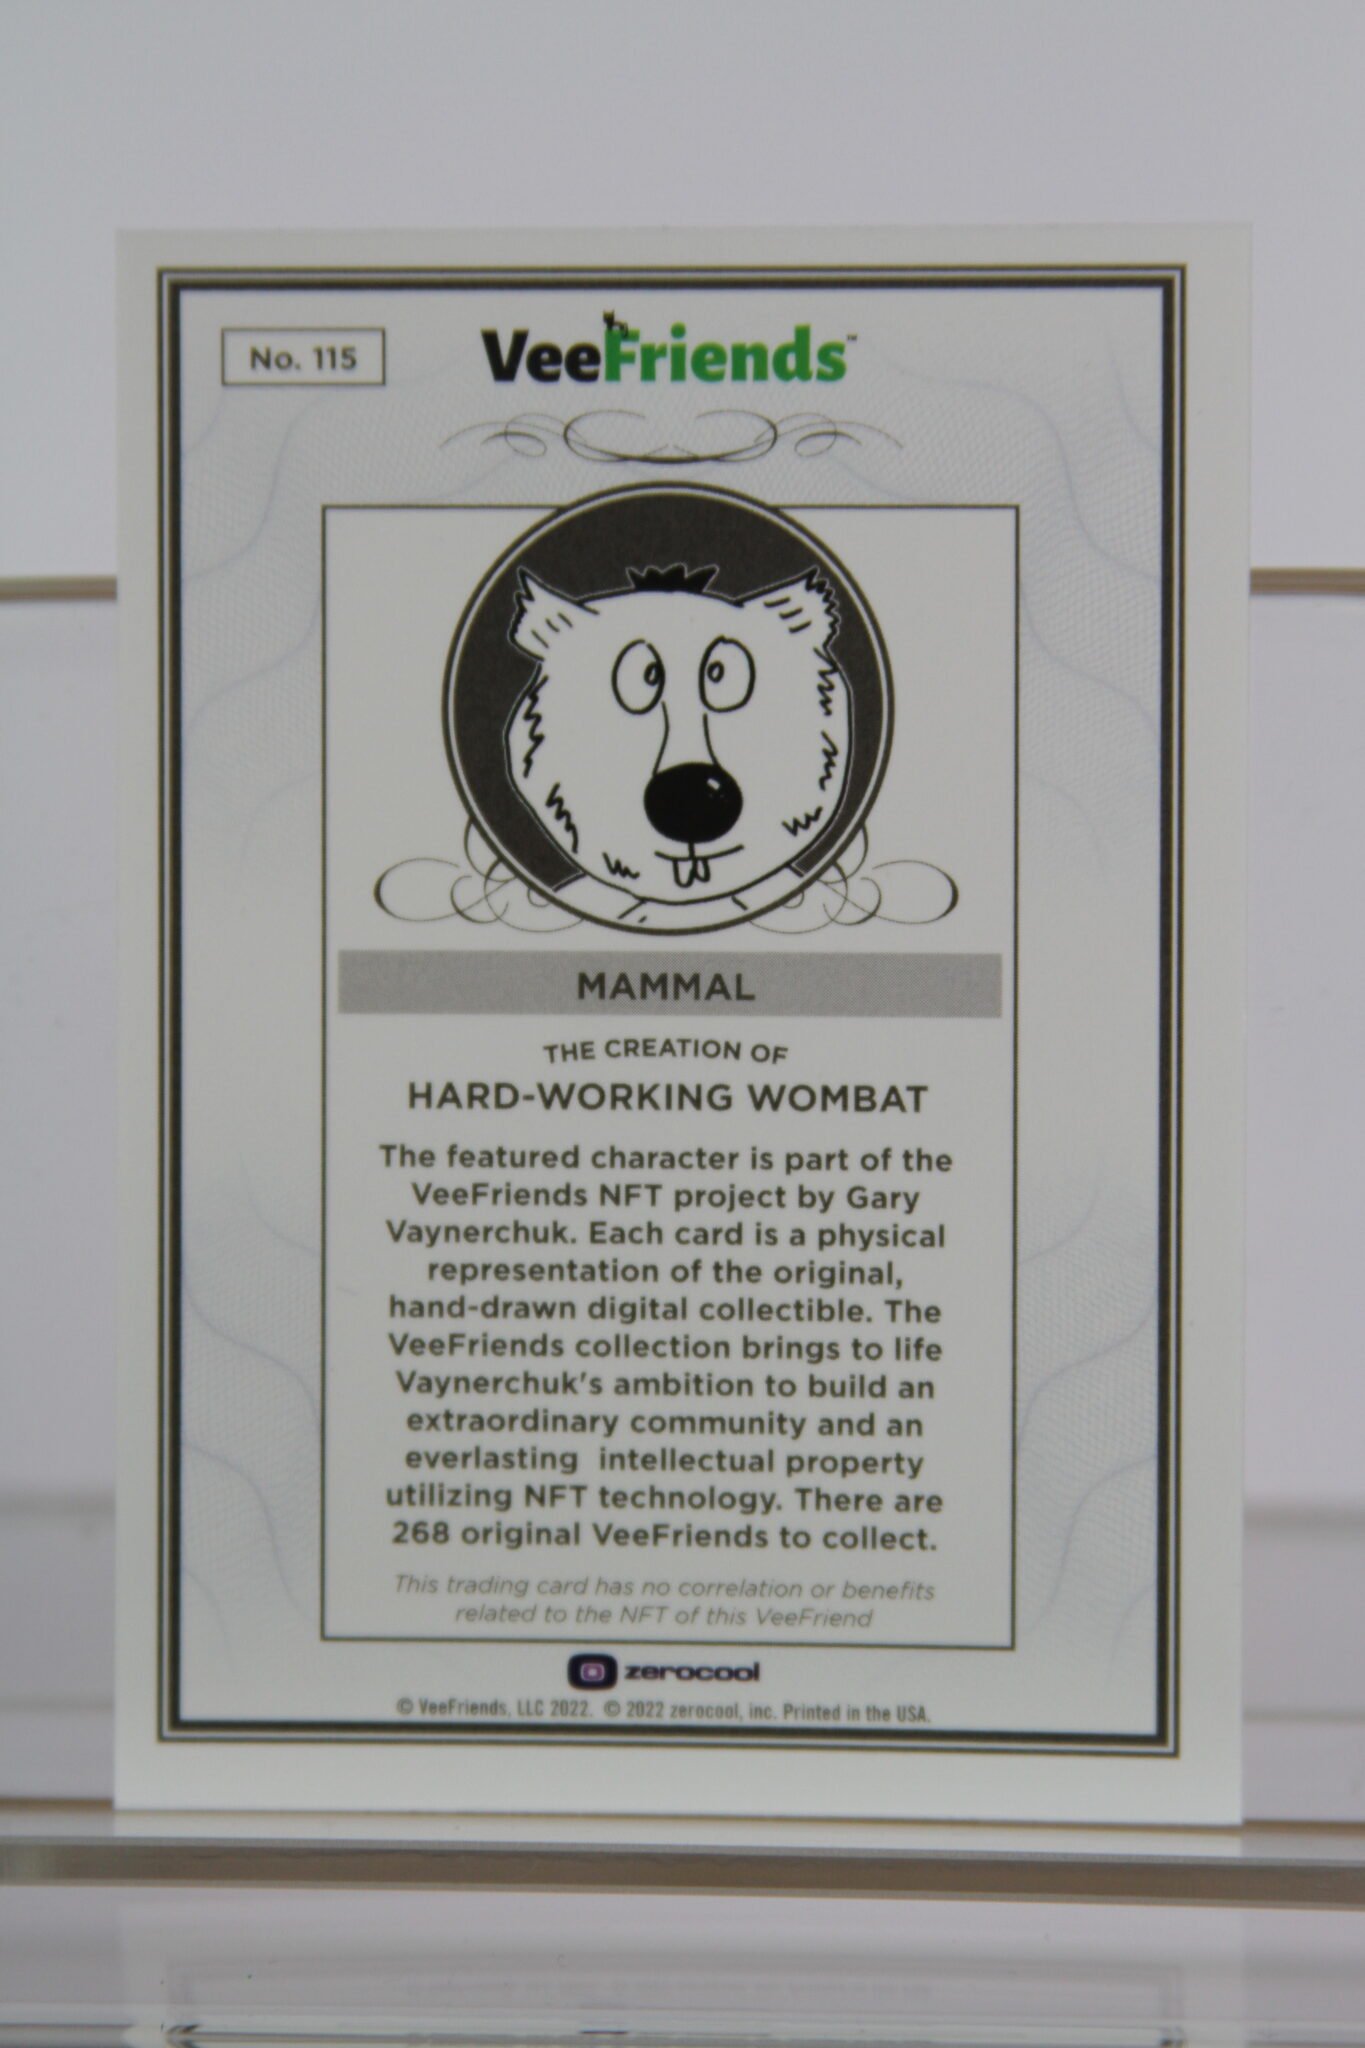 No. 115
VeeFriends™
MAMMAL
THE CREATION OF
HARD-WORKING WOMBAT
The featured character is part of the
VeeFriends NFT project by Gary
Vaynerchuk. Each card is a physical
representation of the original,
hand-drawn digital collectible. The
VeeFriends collection brings to life
Vaynerchuk's ambition to build an
extraordinary community and an
everlasting intellectual property
utilizing NFT technology. There are
268 original VeeFriends to collect.
This trading card has no correlation or benefits
related to the NFT of this VeeFriend
zerocool
© VeeFriends, LLC 2022. © 2022 zerocool, inc. Printed in the USA.